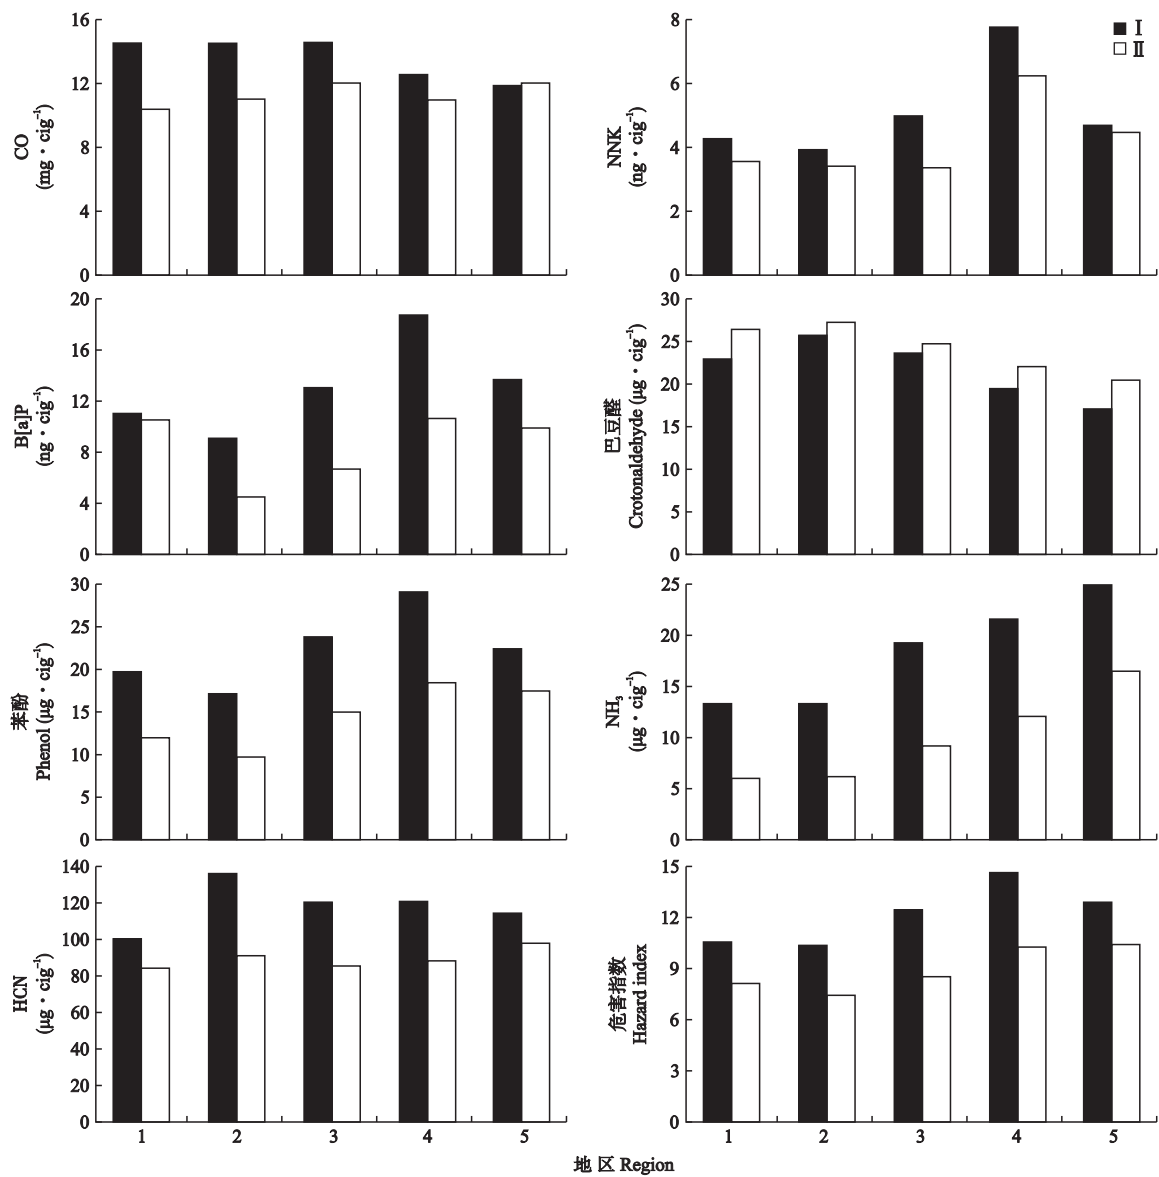 CO
(mg·cig⁻¹)
16
12
8
4
0
NNK
(ng·cig⁻¹)
8
6
4
2
0
Ⅰ
Ⅱ
B[a]P
(ng·cig⁻¹)
20
16
12
8
4
0
巴豆醛
Crotonaldehyde (μg·cig⁻¹)
30
25
20
15
10
5
0
苯酚
Phenol (μg·cig⁻¹)
30
25
20
15
10
5
0
NH₃
(μg·cig⁻¹)
25
20
15
10
5
0
HCN
(μg·cig⁻¹)
140
120
100
80
60
40
20
0
1 2 3 4 5
危害指数
Hazard index
15
12
9
6
3
0
1 2 3 4 5
地 区 Region